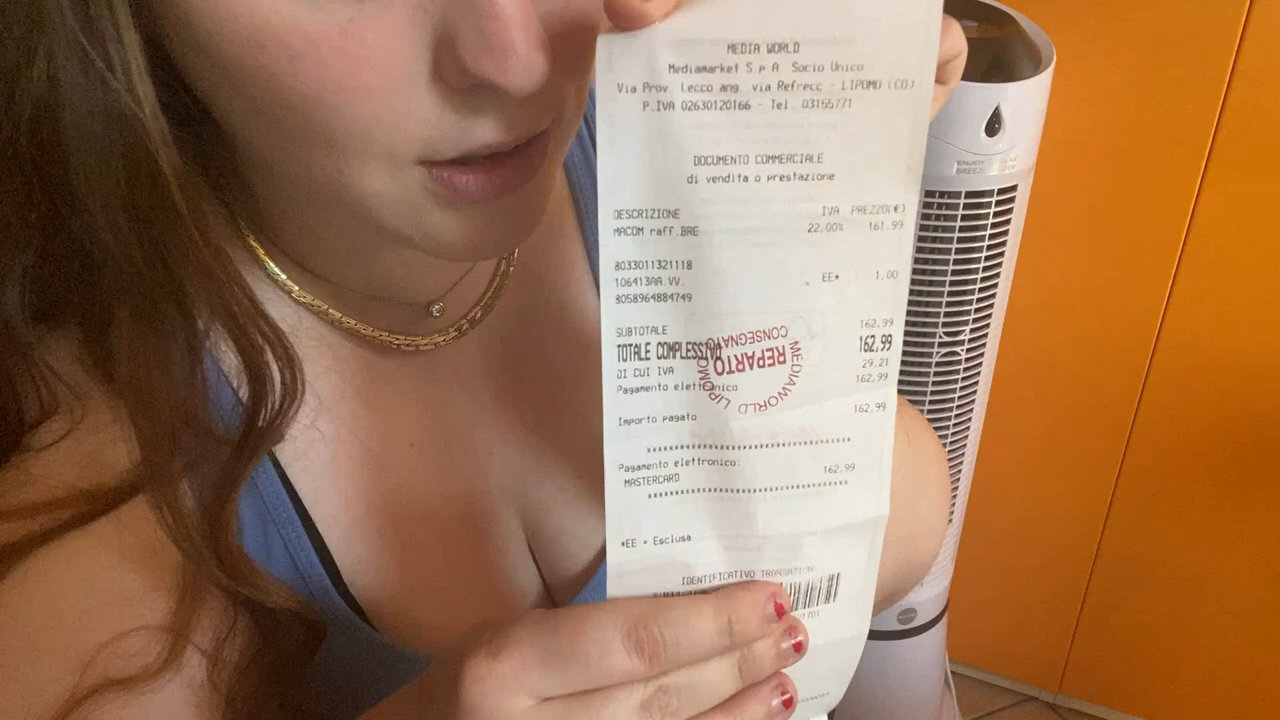 MEDIA WORLD
Mediamarket S.p.A. Socio Unico
Via Prov. Lecco ang. via Refrecc - LIPOMO (CO)
P.IVA 02630120166 - Tel. 03155771
DOCUMENTO COMMERCIALE
di vendita o prestazione
DESCRIZIONE IVA PREZZO(€)
MACOM raff.BRE 22.00% 161.99
8033011321118
106413AA.VV. EE* 1.00
8058964884749
SUBTOTALE 162,99
TOTALE COMPLESSIVO 162,99
DI CUI IVA 29,21
Pagamento elettronico 162,99
Importo pagato 162,99
MEDIAWORLD LIPOMO
REPARTO
CONSEGNATO
****************************
Pagamento elettronico:
MASTERCARD 162,99
****************************
*EE = Esclusa
IDENTIFICATIVO
ENJOY
BREEZE